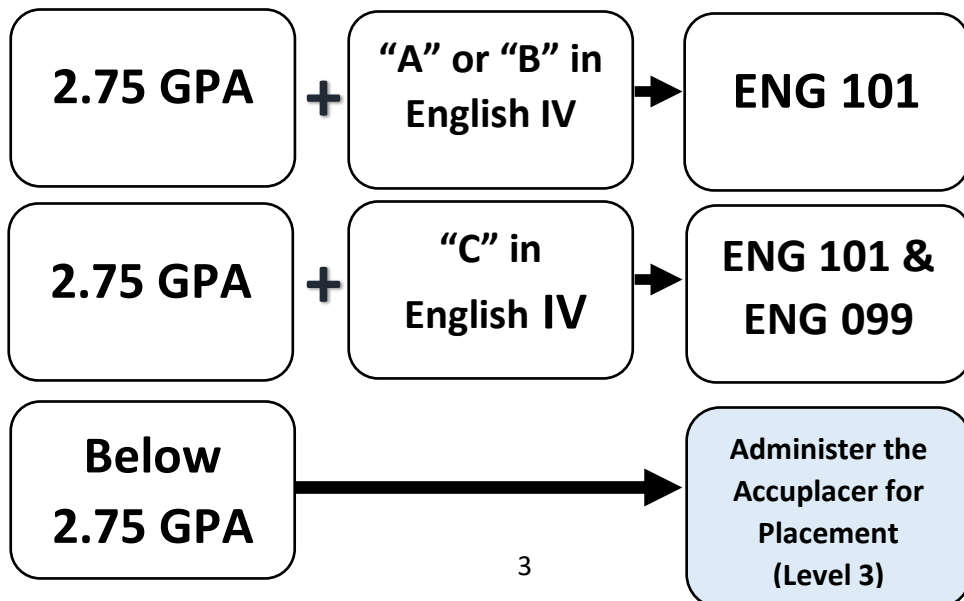 2.75 GPA
+
“A” or “B” in
English IV
ENG 101
2.75 GPA
+
“C” in
English IV
ENG 101 &
ENG 099
Below
2.75 GPA
Administer the
Accuplacer for
Placement
(Level 3)
3